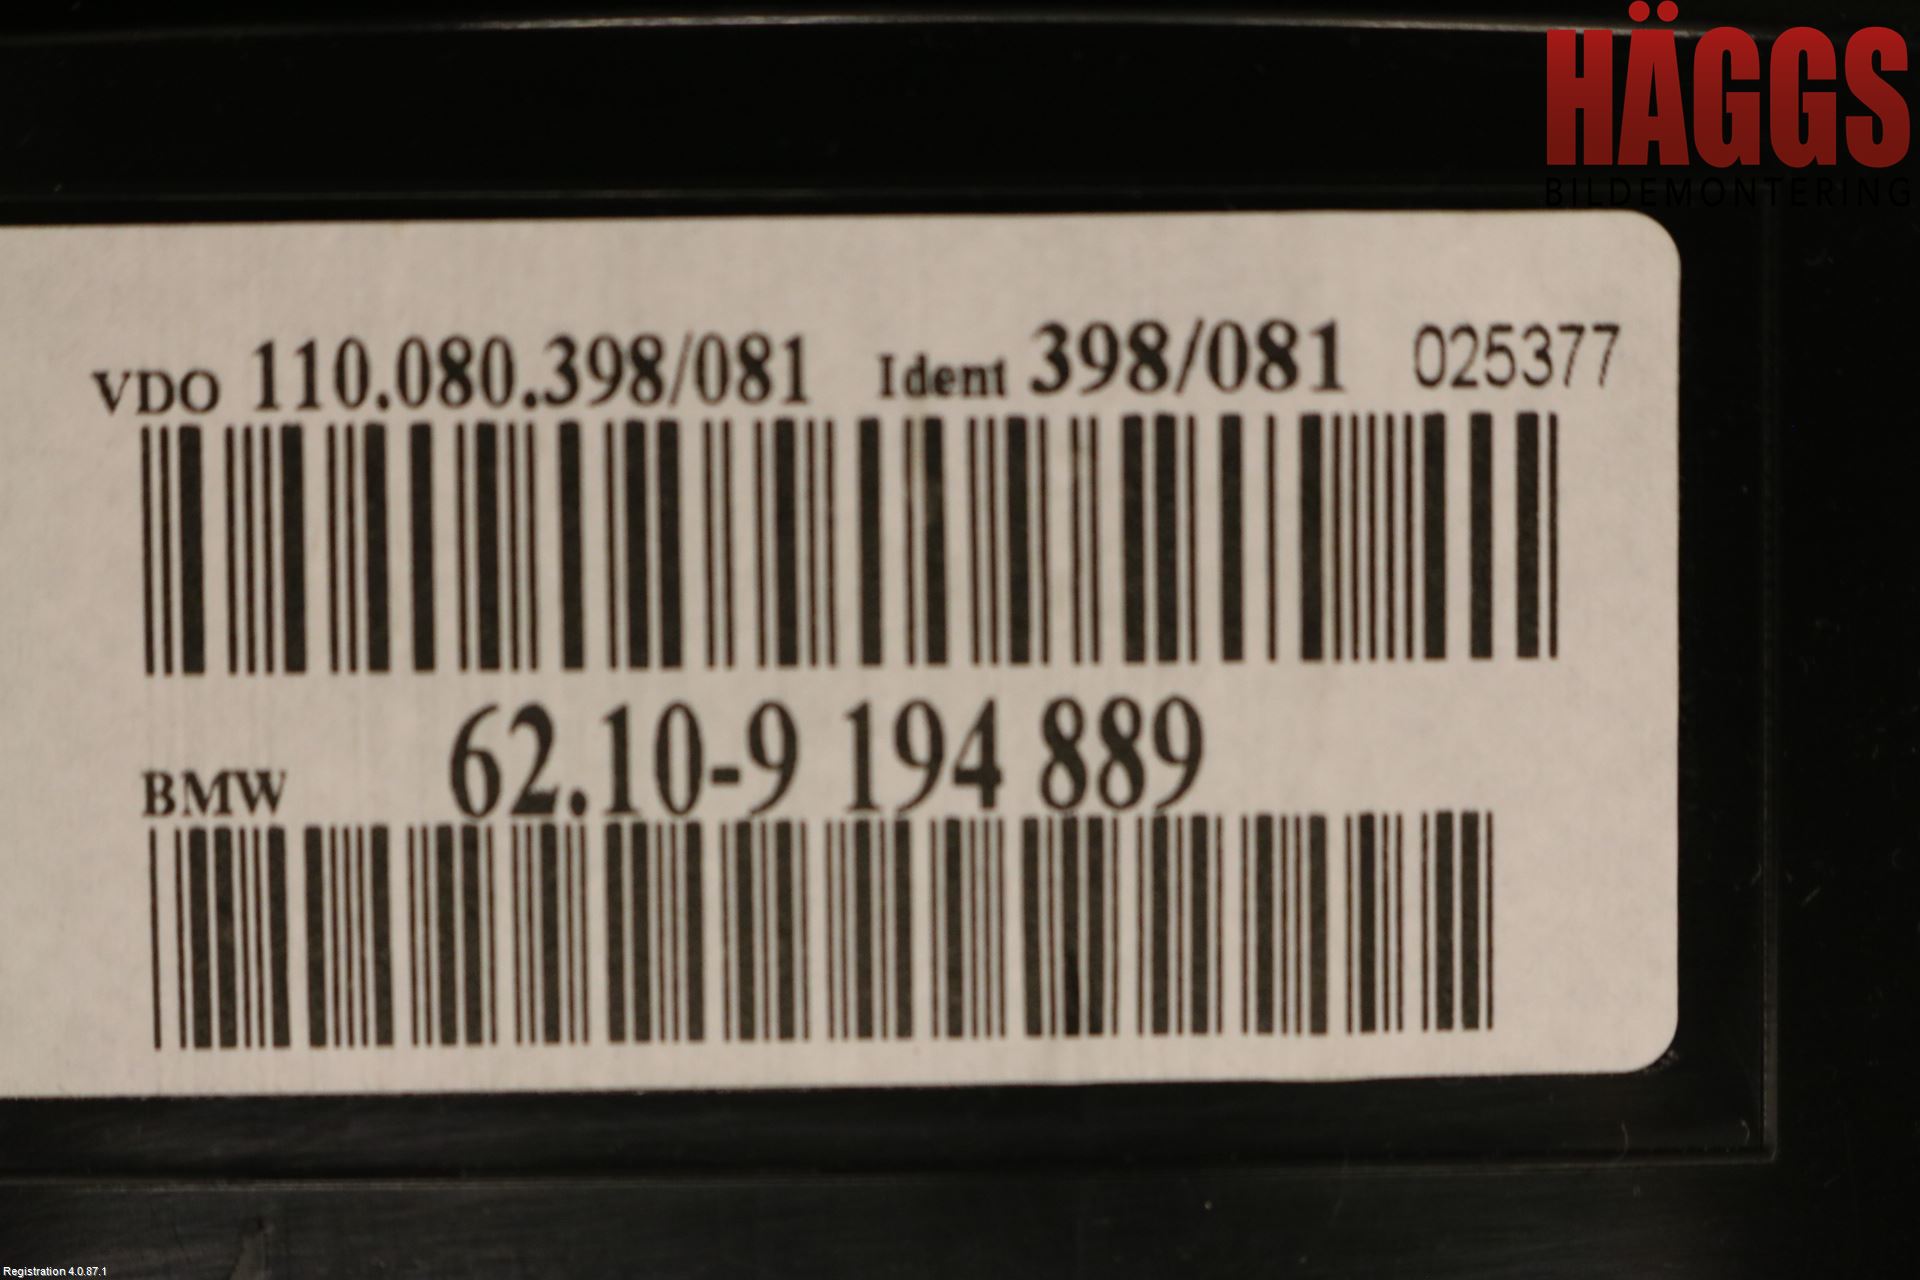 HÄGGS
BILDEMONTERING
VDO 110.080.398/081 Ident 398/081 025377
BMW 62.10-9 194 889
Registration 4.0.87.1